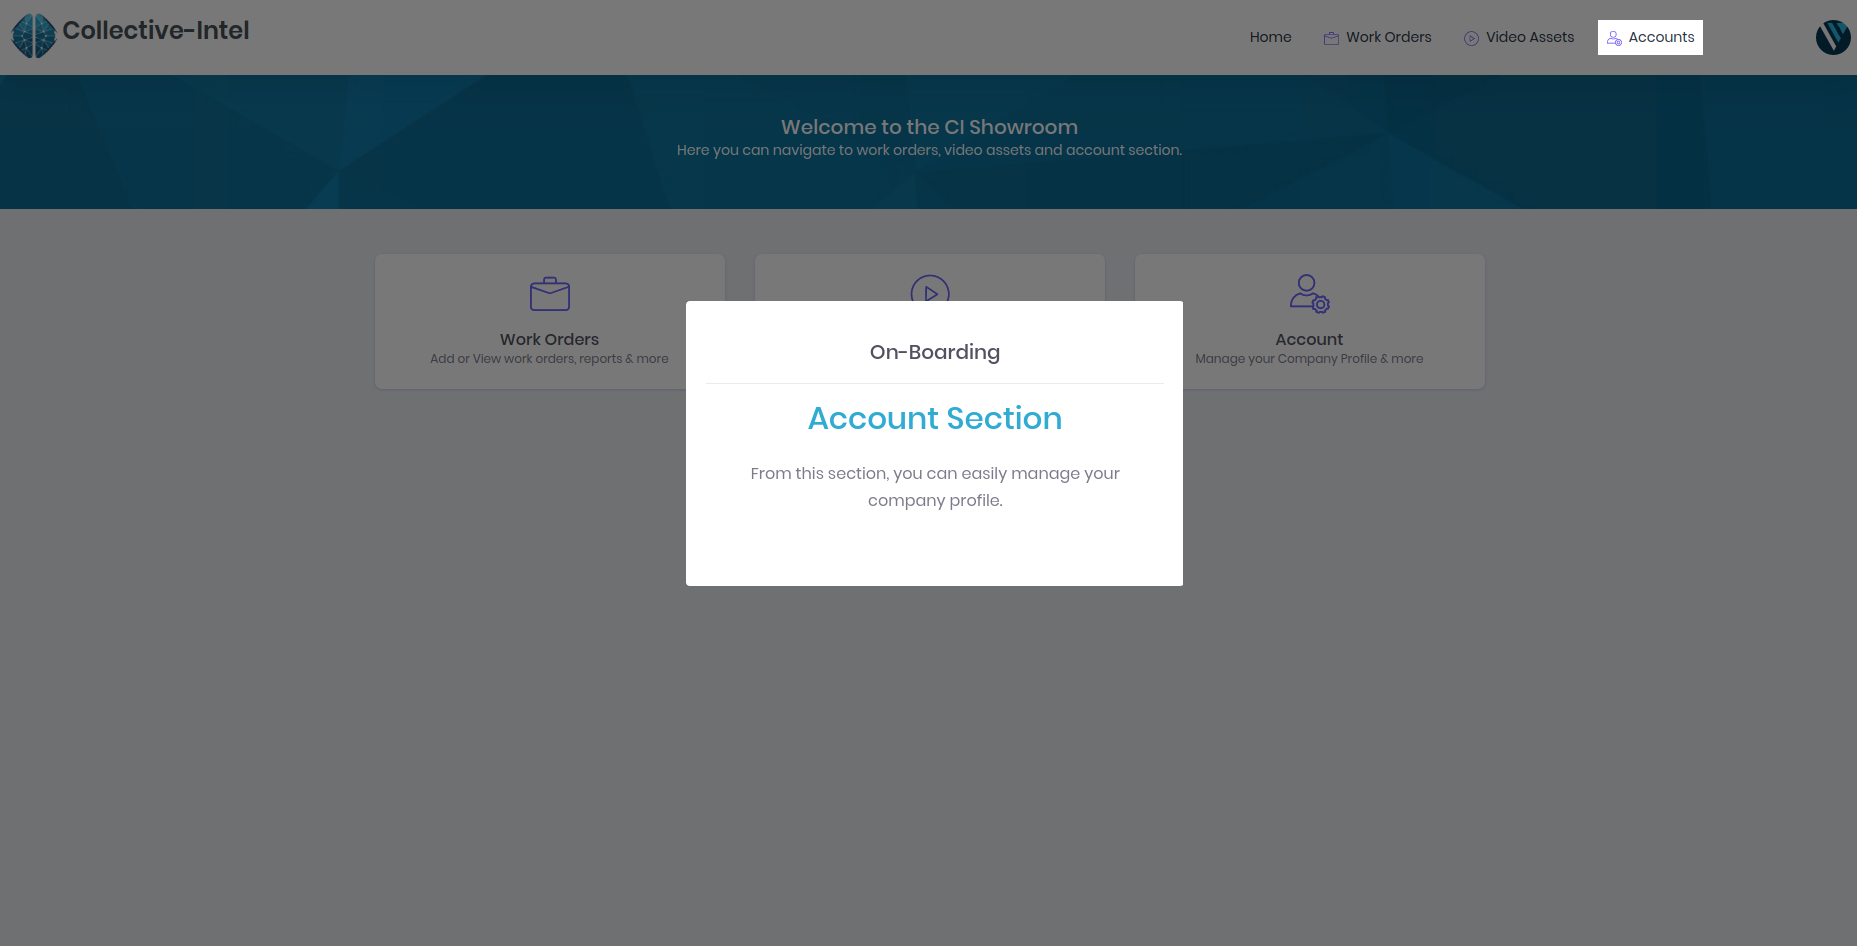 Collective-Intel
Home
Work Orders
Video Assets
Accounts
Welcome to the CI Showroom
Here you can navigate to work orders, video assets and account section.
Work Orders
Add or View work orders, reports & more
Account
Manage your Company Profile & more
On-Boarding
Account Section
From this section, you can easily manage your
company profile.